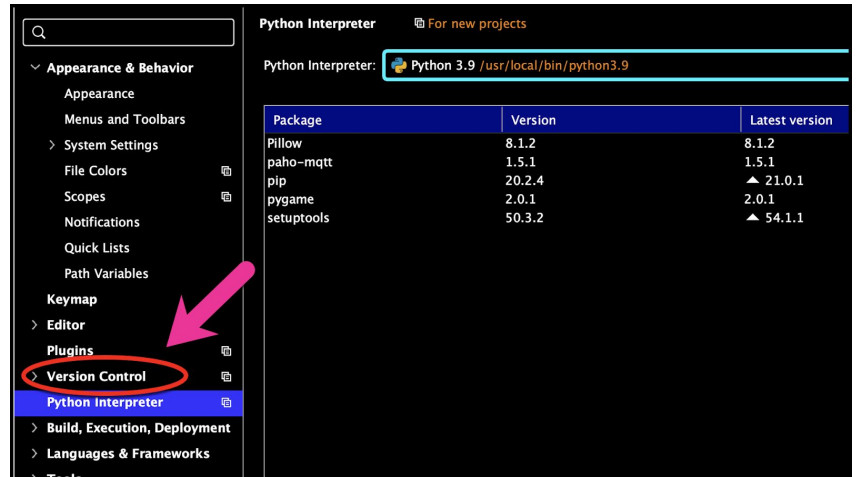 Python Interpreter For new projects
Python Interpreter: Python 3.9 /usr/local/bin/python3.9
Appearance & Behavior
Appearance
Menus and Toolbars
System Settings
File Colors
Scopes
Notifications
Quick Lists
Path Variables
Keymap
Editor
Plugins
Version Control
Python Interpreter
Build, Execution, Deployment
Languages & Frameworks
Tools
Package Version Latest version
Pillow 8.1.2 8.1.2
paho-mqtt 1.5.1 1.5.1
pip 20.2.4 21.0.1
pygame 2.0.1 2.0.1
setuptools 50.3.2 54.1.1